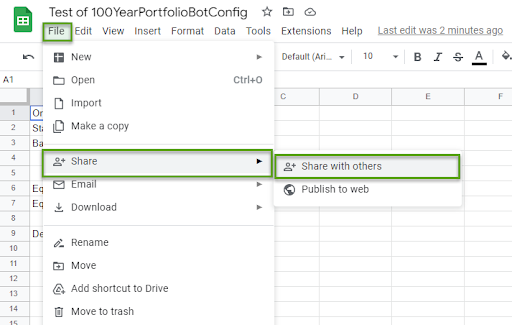 Test of 100YearPortfolioBotConfig
File Edit View Insert Format Data Tools Extensions Help Last edit was 2 minutes ago
Default (Ari... 10 B I S A
A1
C D E F
New
Open Ctrl+O
Import
Make a copy
Share
Share with others
Email
Publish to web
Download
Rename
Move
Add shortcut to Drive
Move to trash
1 Or
2 Sta
3 Ba
4
5
6 Eq
7 Eq
8
9 De
10
11
12
13
14
15